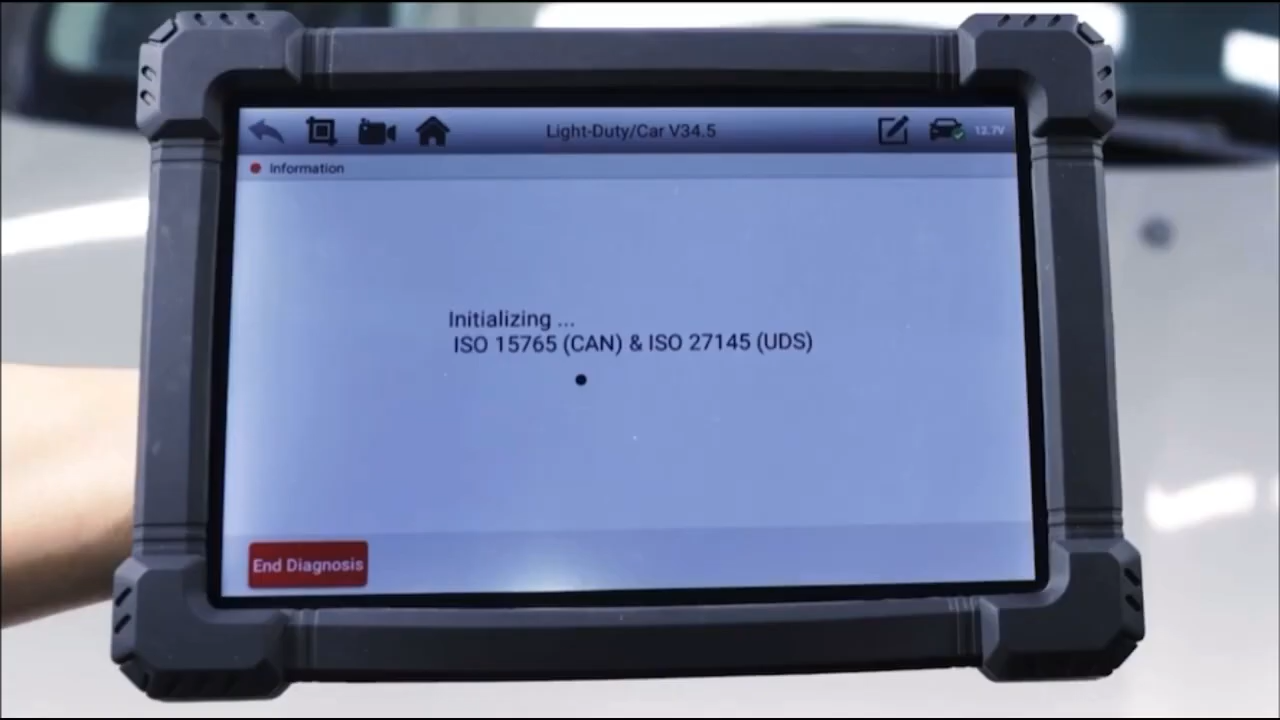 Light-Duty/Car V34.5
12.7V
Information
Initializing ...
ISO 15765 (CAN) & ISO 27145 (UDS)
End Diagnosis